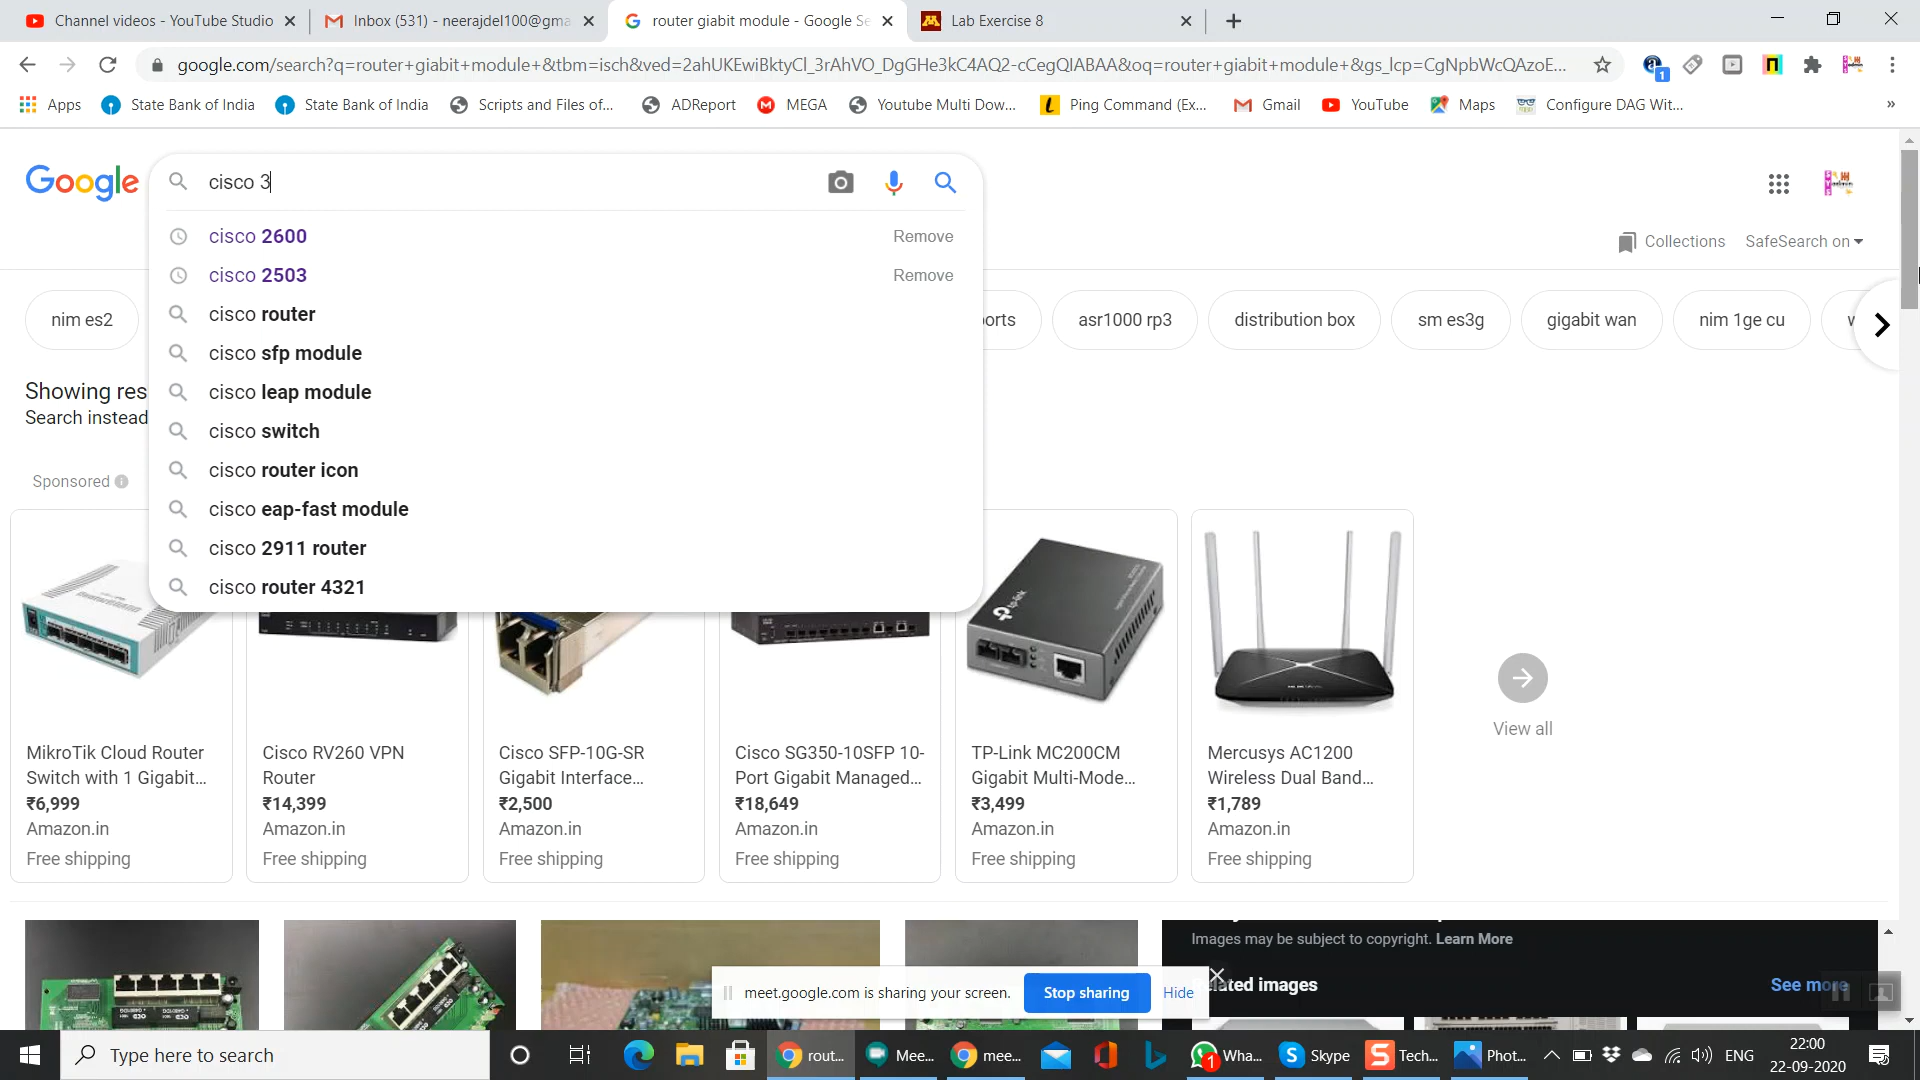 Channel videos - YouTube Studio
Inbox (531) - neerajdel100@gma
router giabit module - Google Se
Lab Exercise 8
google.com/search?q=router+giabit+module+&tbm=isch&ved=2ahUKEwiBktyCl_3rAhVO_DgGHe3kC4AQ2-cCegQIABAA&oq=router+giabit+module+&gs_lcp=CgNpbWcQAzoE...
1
Apps
State Bank of India
State Bank of India
Scripts and Files of...
ADReport
MEGA
Youtube Multi Dow...
Ping Command (Ex...
Gmail
YouTube
Maps
Configure DAG Wit...
Google
cisco 3
cisco 2600
Remove
cisco 2503
Remove
cisco router
cisco sfp module
cisco leap module
cisco switch
cisco router icon
cisco eap-fast module
cisco 2911 router
cisco router 4321
Collections
SafeSearch on
nim es2
orts
asr1000 rp3
distribution box
sm es3g
gigabit wan
nim 1ge cu
Showing res
Search instead
Sponsored
tp-link
View all
MikroTik Cloud Router
Switch with 1 Gigabit...
₹6,999
Amazon.in
Free shipping
Cisco RV260 VPN
Router
₹14,399
Amazon.in
Free shipping
Cisco SFP-10G-SR
Gigabit Interface...
₹2,500
Amazon.in
Free shipping
Cisco SG350-10SFP 10-
Port Gigabit Managed...
₹18,649
Amazon.in
Free shipping
TP-Link MC200CM
Gigabit Multi-Mode...
₹3,499
Amazon.in
Free shipping
Mercusys AC1200
Wireless Dual Band...
₹1,789
Amazon.in
Free shipping
Images may be subject to copyright. Learn More
ated images
See more
meet.google.com is sharing your screen.
Stop sharing
Hide
Type here to search
rout...
Mee...
mee...
1
Wha...
Skype
Tech...
Phot...
ENG
22:00
22-09-2020